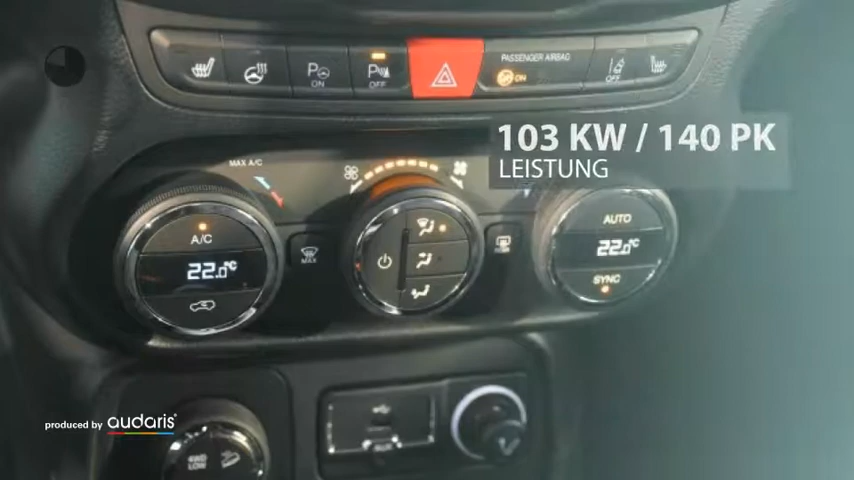 PASSENGER AIRBAG
P
ON
P
OFF
ON
OFF
103 KW / 140 PK
LEISTUNG
MAX A/C
A/C
22.0°C
MAX
AUTO
22.0°C
SYNC
produced by audaris
4WD
LOW
AUX